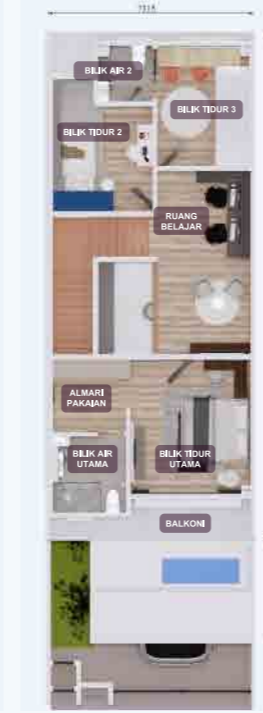 7315
BILIK AIR 2
BILIK TIDUR 3
BILIK TIDUR 2
RUANG
BELAJAR
ALMARI
PAKAIAN
BILIK AIR
UTAMA
BILIK TIDUR
UTAMA
BALKONI